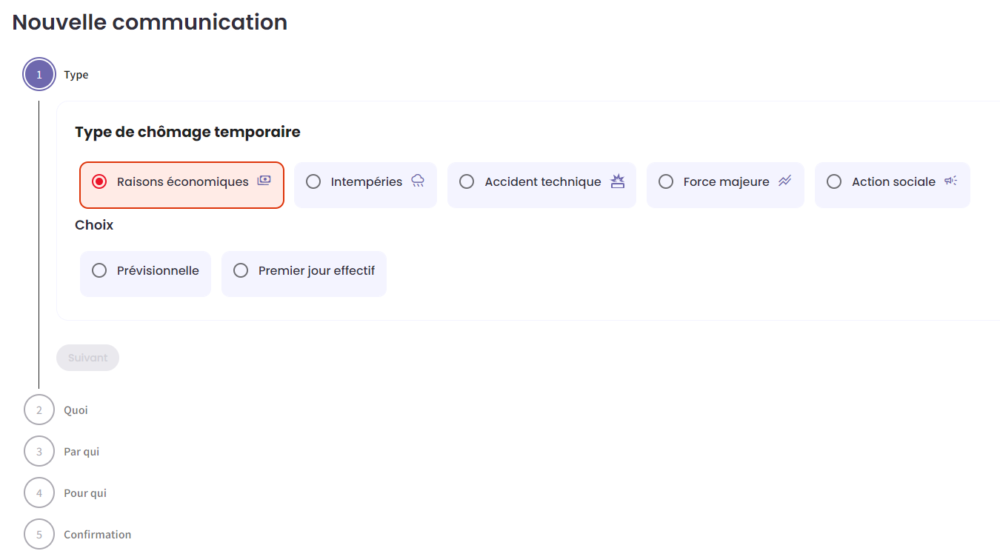 Nouvelle communication
1 Type
Type de chômage temporaire
Raisons économiques Intempéries Accident technique Force majeure Action sociale
Choix
Prévisionnelle Premier jour effectif
Suivant
2 Quoi
3 Par qui
4 Pour qui
5 Confirmation